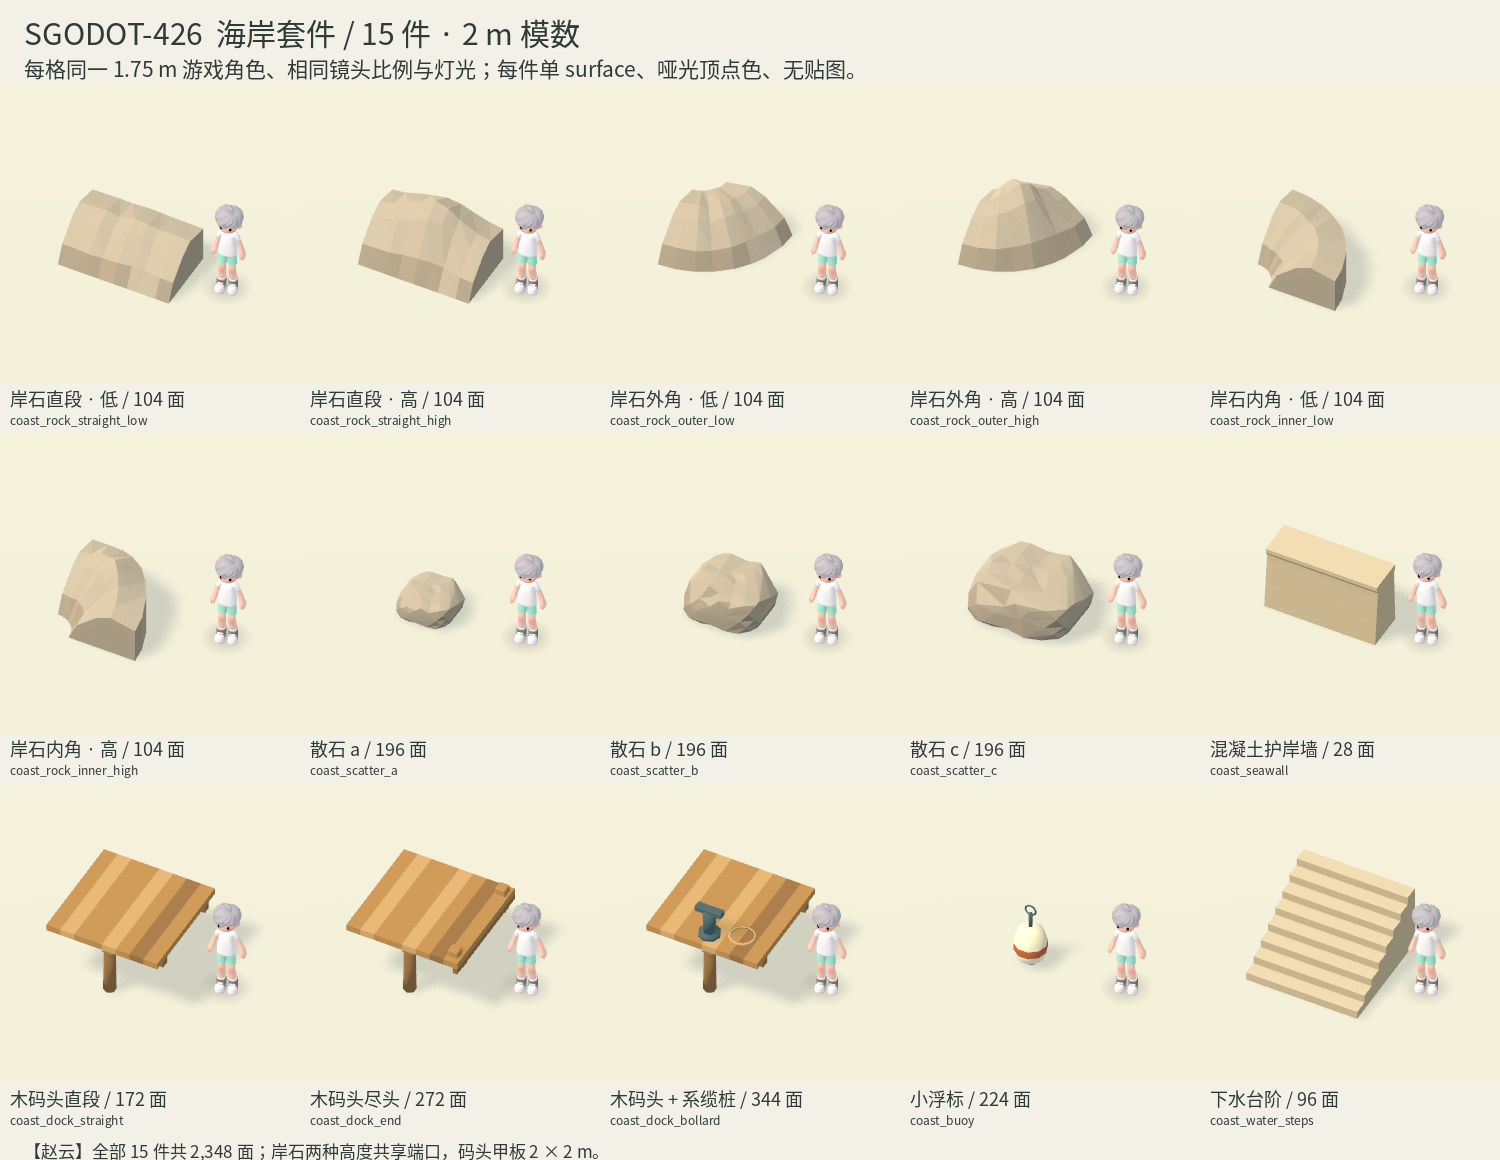 SGODOT-426 海岸套件 / 15 件 · 2 m 模数
每格同一 1.75 m 游戏角色、相同镜头比例与灯光；每件单 surface、哑光顶点色、无贴图。
岸石直段 · 低 / 104 面
coast_rock_straight_low
岸石直段 · 高 / 104 面
coast_rock_straight_high
岸石外角 · 低 / 104 面
coast_rock_outer_low
岸石外角 · 高 / 104 面
coast_rock_outer_high
岸石内角 · 低 / 104 面
coast_rock_inner_low
岸石内角 · 高 / 104 面
coast_rock_inner_high
散石 a / 196 面
coast_scatter_a
散石 b / 196 面
coast_scatter_b
散石 c / 196 面
coast_scatter_c
混凝土护岸墙 / 28 面
coast_seawall
木码头直段 / 172 面
coast_dock_straight
木码头尽头 / 272 面
coast_dock_end
木码头 + 系缆桩 / 344 面
coast_dock_bollard
小浮标 / 224 面
coast_buoy
下水台阶 / 96 面
coast_water_steps
【赵云】全部 15 件共 2,348 面；岸石两种高度共享端口，码头甲板 2 × 2 m。